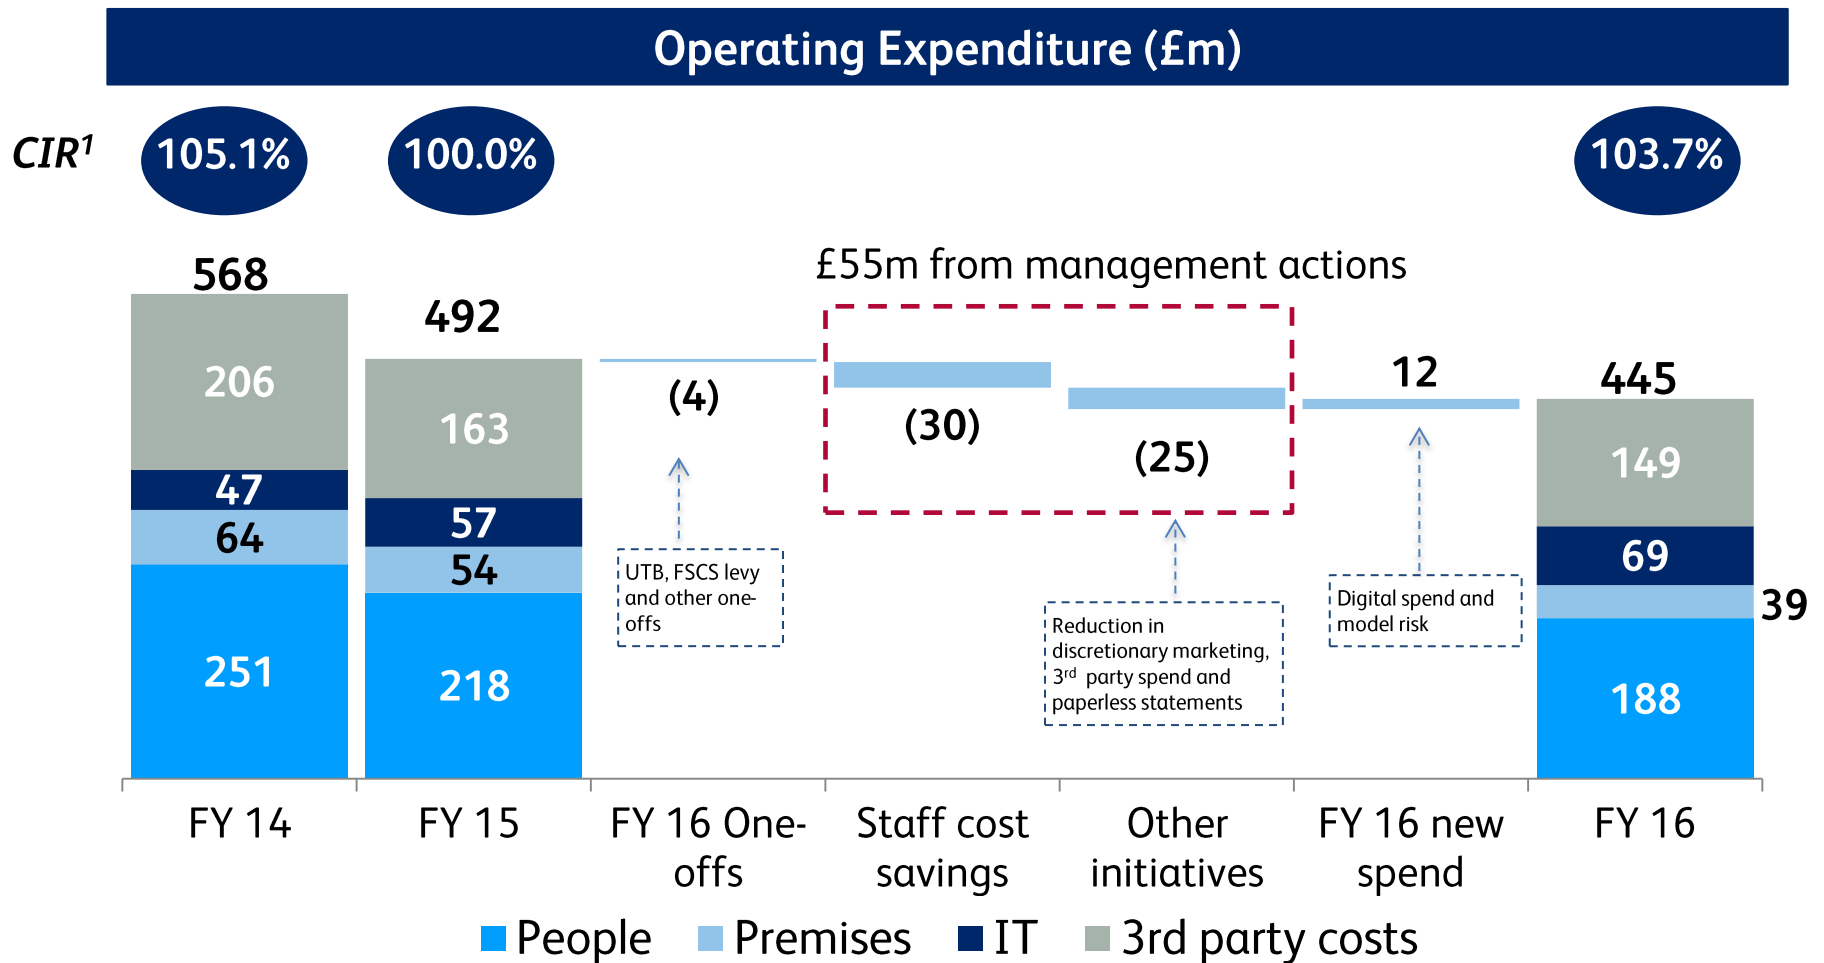 Operating Expenditure (£m)
CIR1
105.1%
100.0%
103.7%
£55m from management actions
568
206
47
64
251
492
163
57
54
218
(4)
UTB, FSCS levy
and other one-
offs
(30)
(25)
Reduction in
discretionary marketing,
3rd party spend and
paperless statements
12
Digital spend and
model risk
445
149
69
39
188
FY 14
FY 15
FY 16 One-
offs
Staff cost
savings
Other
initiatives
FY 16 new
spend
FY 16
People
Premises
IT
3rd party costs